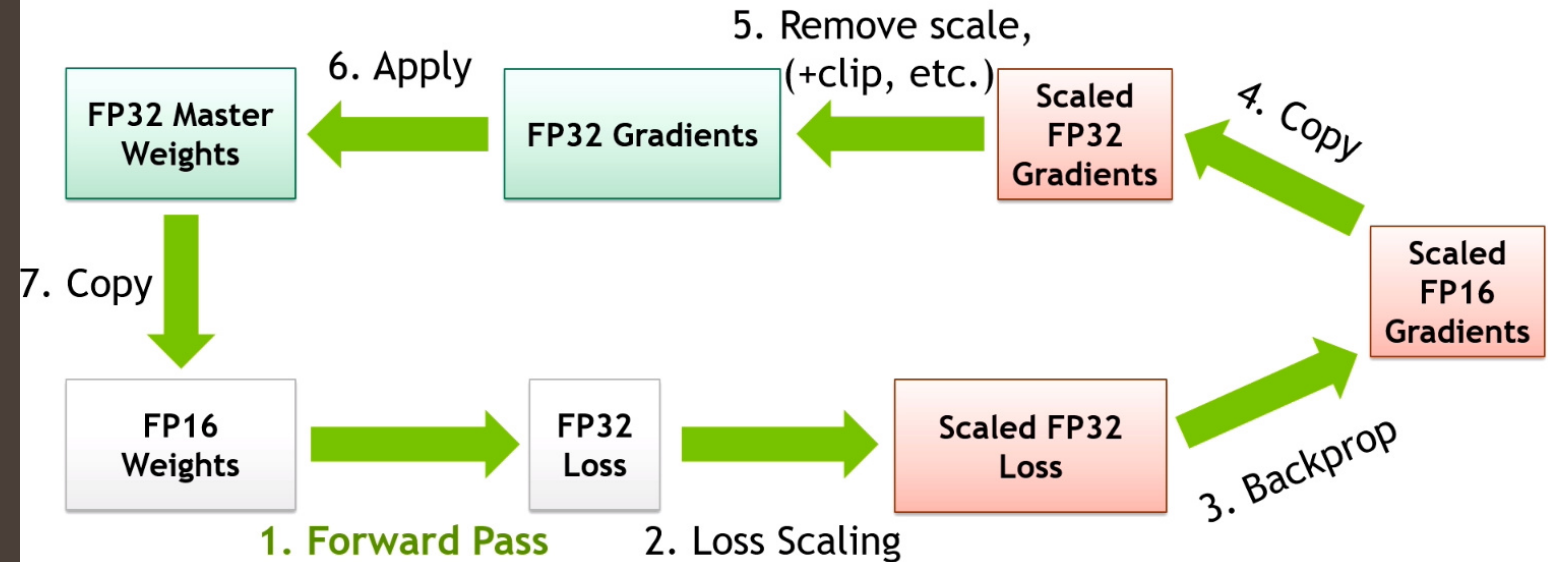 5. Remove scale,
(+clip, etc.)
6. Apply
4. Copy
FP32 Master
Weights
FP32 Gradients
Scaled
FP32
Gradients
Scaled
FP16
Gradients
7. Copy
FP16
Weights
FP32
Loss
Scaled FP32
Loss
3. Backprop
1. Forward Pass
2. Loss Scaling